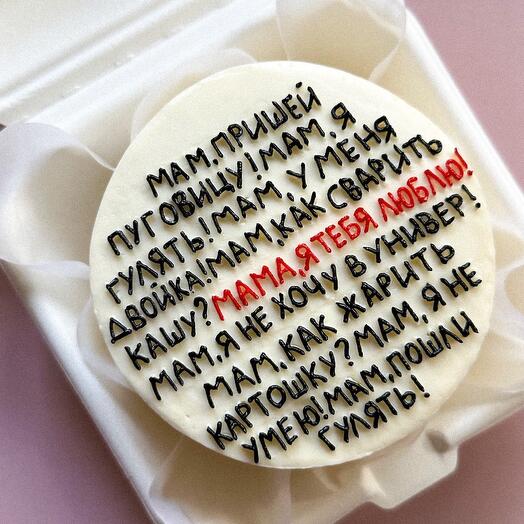 МАМ, ПРИШЕЙ
ПУГОВИЦУ! МАМ, Я
ГУЛЯТЬ! МАМ, У МЕНЯ
ДВОЙКА! МАМ, КАК СВАРИТЬ
КАШУ? МАМА, Я ТЕБЯ ЛЮБЛЮ!
МАМ, Я НЕ ХОЧУ В УНИВЕР!
МАМ, КАК ЖАРИТЬ
КАРТОШКУ? МАМ, Я НЕ
УМЕЮ! МАМ, ПОШЛИ
ГУЛЯТЬ!